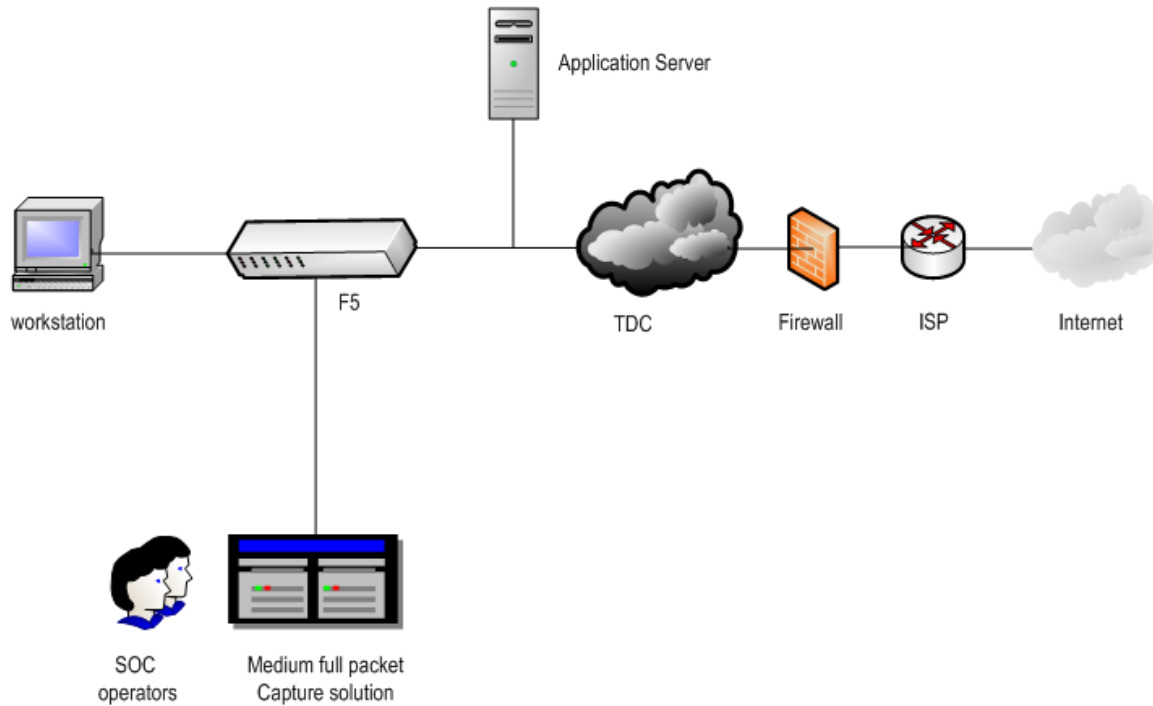 Application Server
workstation
F5
TDC
Firewall
ISP
Internet
SOC
operators
Medium full packet
Capture solution